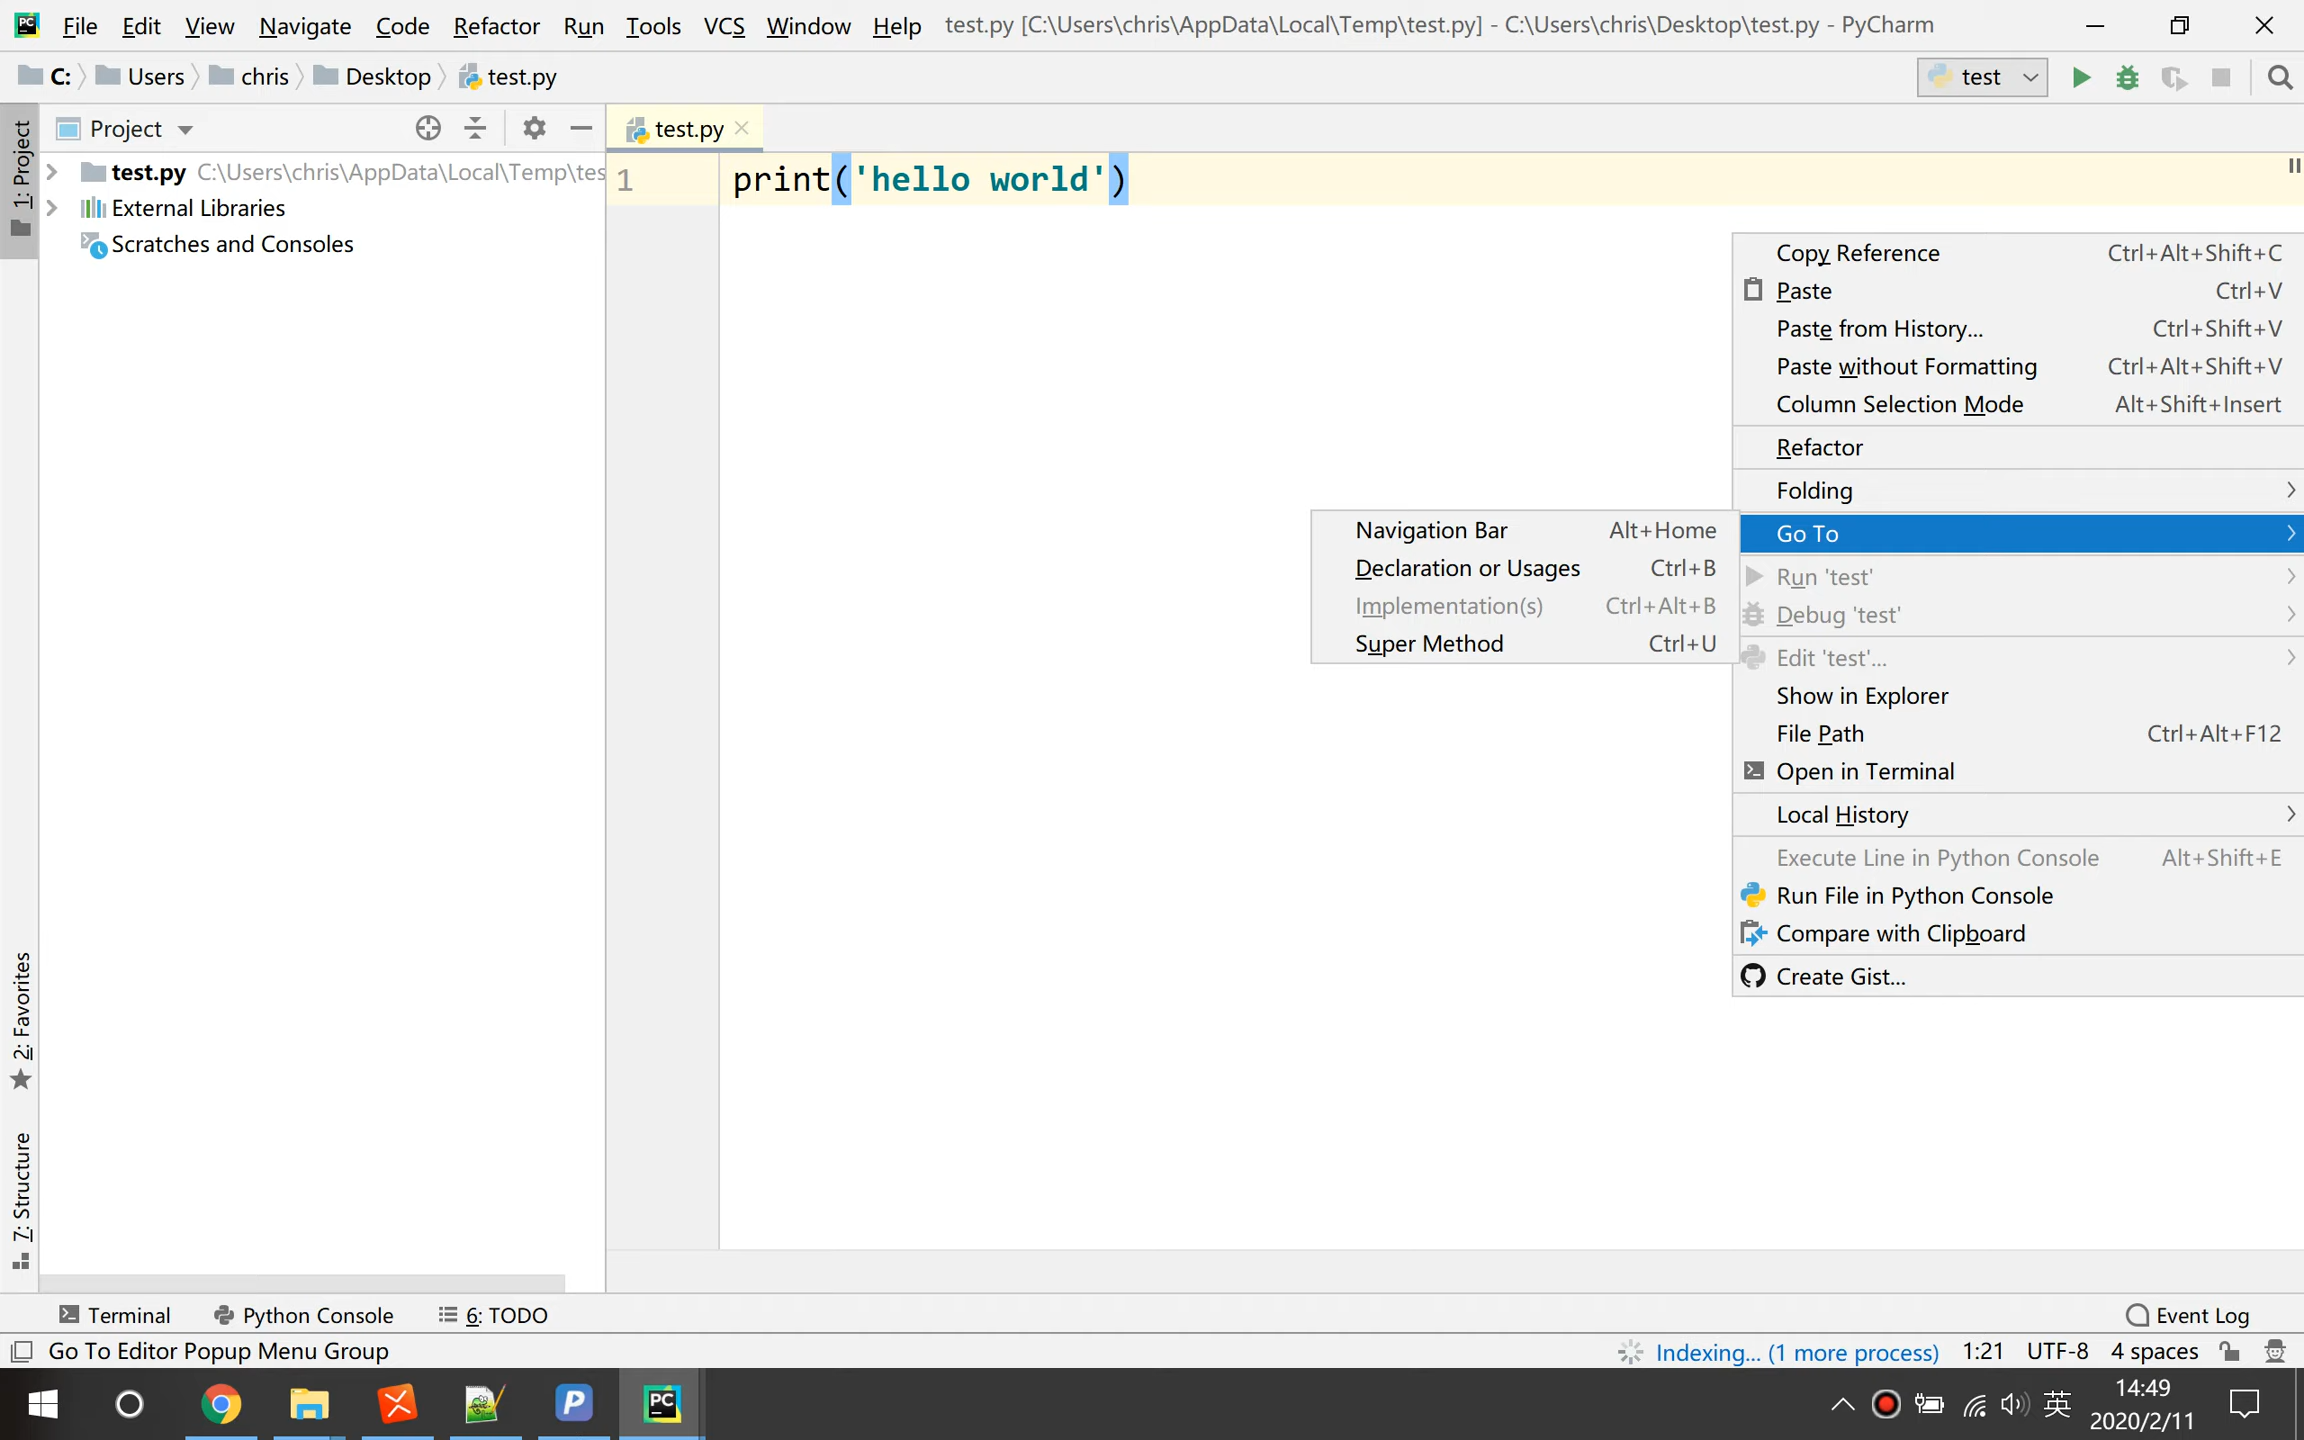 File Edit View Navigate Code Refactor Run Tools VCS Window Help test.py [C:\Users\chris\AppData\Local\Temp\test.py] - C:\Users\chris\Desktop\test.py - PyCharm
C: Users chris Desktop test.py test
1: Project
Project
test.py
test.py C:\Users\chris\AppData\Local\Temp\tes
External Libraries
Scratches and Consoles
1 print('hello world')
Copy Reference Ctrl+Alt+Shift+C
Paste Ctrl+V
Paste from History... Ctrl+Shift+V
Paste without Formatting Ctrl+Alt+Shift+V
Column Selection Mode Alt+Shift+Insert
Refactor
Folding
Go To
Navigation Bar Alt+Home
Declaration or Usages Ctrl+B
Implementation(s) Ctrl+Alt+B
Super Method Ctrl+U
Run 'test'
Debug 'test'
Edit 'test'...
Show in Explorer
File Path Ctrl+Alt+F12
Open in Terminal
Local History
Execute Line in Python Console Alt+Shift+E
Run File in Python Console
Compare with Clipboard
Create Gist...
2: Favorites
7: Structure
Terminal Python Console 6: TODO Event Log
Go To Editor Popup Menu Group Indexing... (1 more process) 1:21 UTF-8 4 spaces
英 14:49
2020/2/11